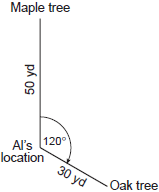 Maple tree
50 yd
120°
Al's
location
30 yd
Oak tree